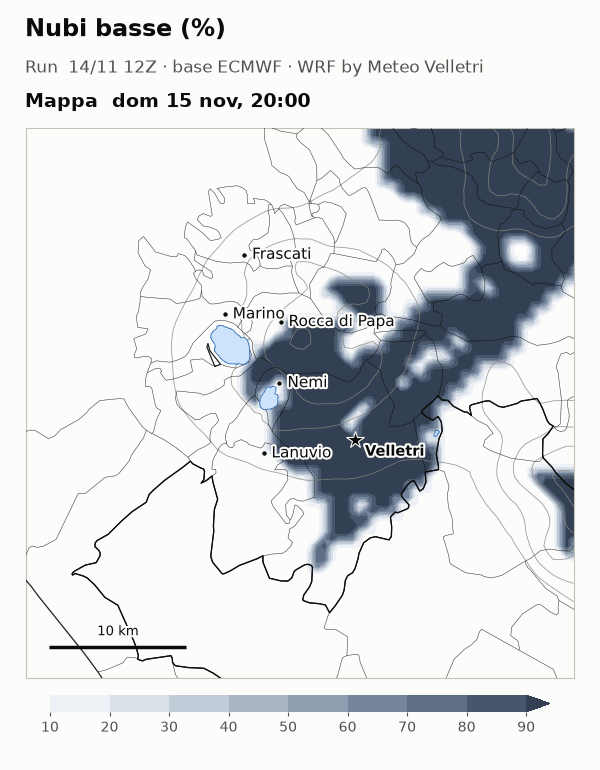 Nubi basse (%)
Run  14/11 12Z · base ECMWF · WRF by Meteo Velletri
Mappa  dom 15 nov, 20:00
Frascati
Marino
Rocca di Papa
Nemi
Velletri
Lanuvio
10 km
10 20 30 40 50 60 70 80 90